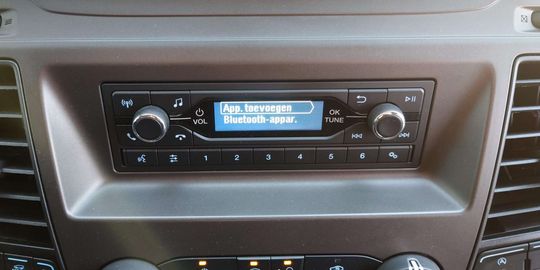 App. toevoegen
Bluetooth-appar.
VOL
OK
TUNE
1 2 3 4 5 6